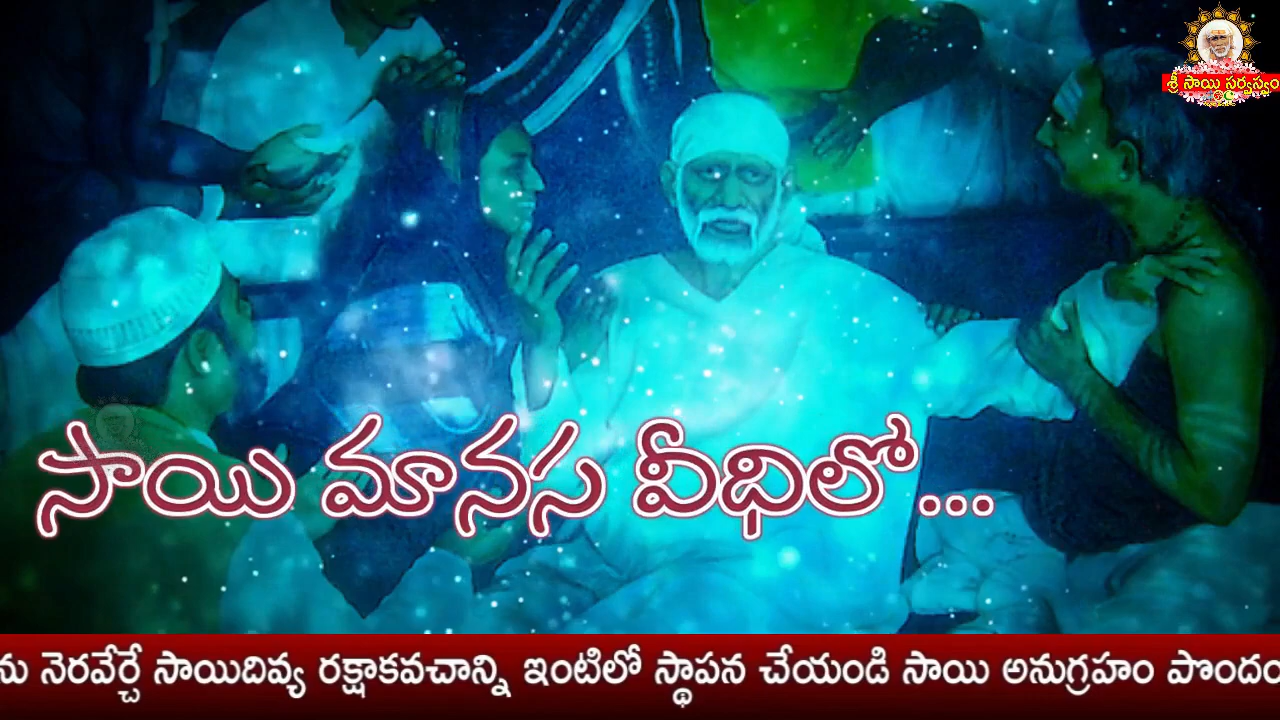 శ్రీ సాయి సర్వస్వం
సాయి మానస వీధిలో ...
ను నెరవేర్చే సాయిదివ్య రక్షాకవచాన్ని ఇంటిలో స్థాపన చేయండి సాయి అనుగ్రహం పొందం